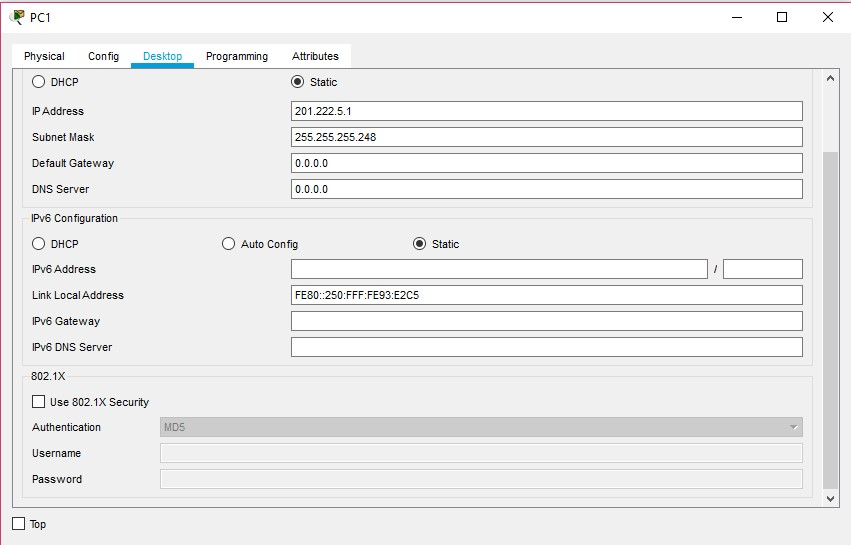 PC1
Physical Config Desktop Programming Attributes
DHCP Static
IP Address 201.222.5.1
Subnet Mask 255.255.255.248
Default Gateway 0.0.0.0
DNS Server 0.0.0.0
IPv6 Configuration
DHCP Auto Config Static
IPv6 Address /
Link Local Address FE80::250:FFF:FE93:E2C5
IPv6 Gateway
IPv6 DNS Server
802.1X
Use 802.1X Security
Authentication MD5
Username
Password
Top